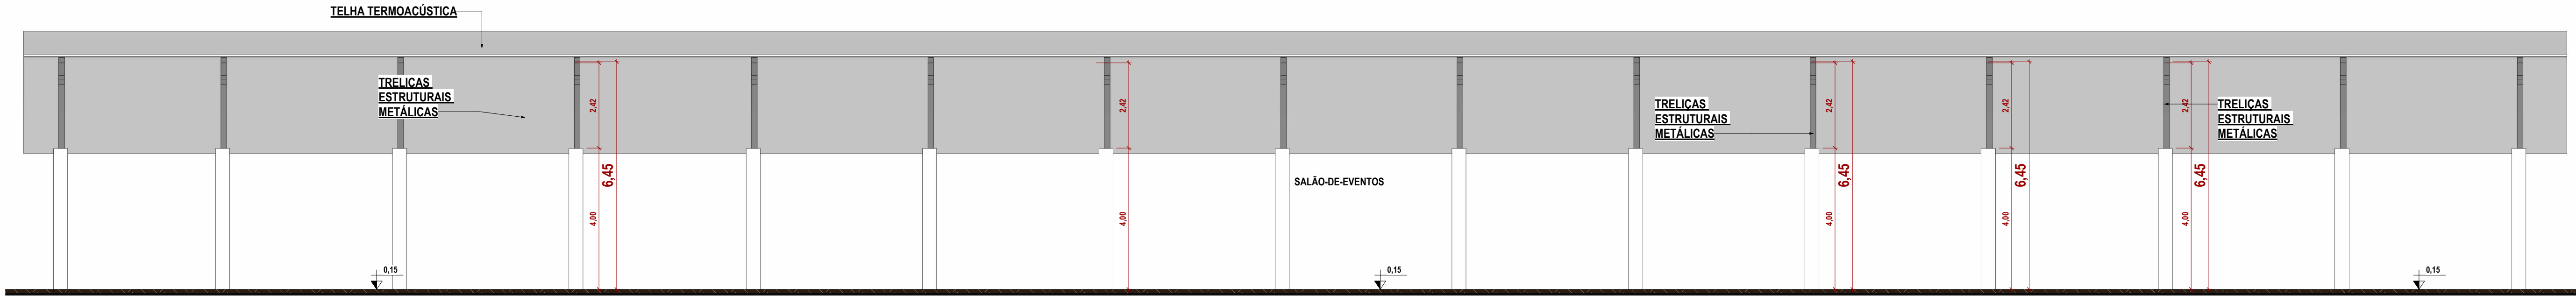 TELHA TERMOACÚSTICA
TRELIÇAS
ESTRUTURAIS
METÁLICAS
2,42
6,45
4,00
2,42
4,00
SALÃO-DE-EVENTOS
TRELIÇAS
ESTRUTURAIS
METÁLICAS
2,42
6,45
4,00
2,42
6,45
4,00
2,42
6,45
4,00
TRELIÇAS
ESTRUTURAIS
METÁLICAS
0,15
0,15
0,15